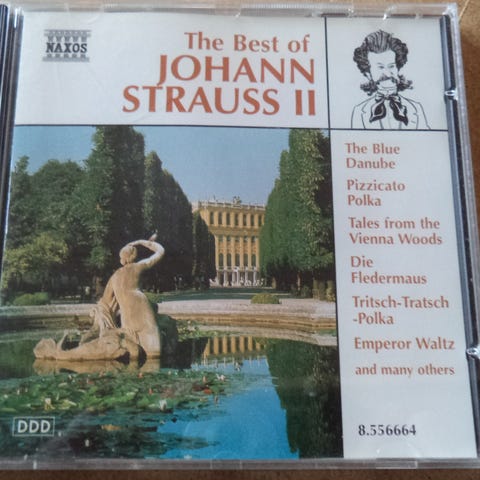 NAXOS
The Best of
JOHANN
STRAUSS II
The Blue
Danube
Pizzicato
Polka
Tales from the
Vienna Woods
Die
Fledermaus
Tritsch-Tratsch
-Polka
Emperor Waltz
and many others
DDD
8.556664